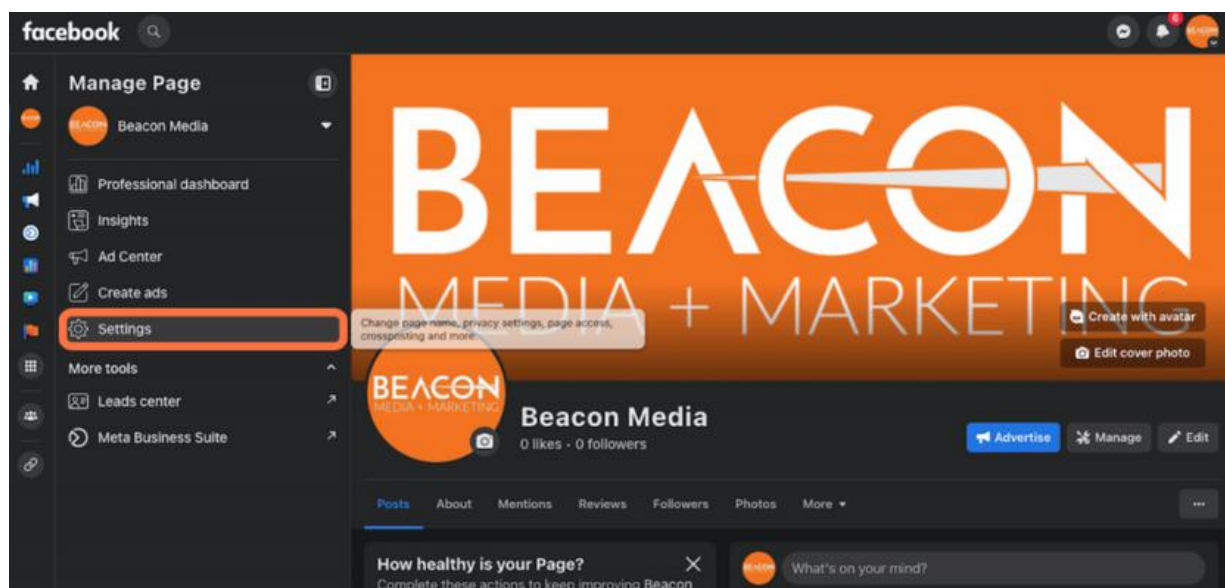 facebook
6
Manage Page
BEACON
Beacon Media
Professional dashboard
Insights
Ad Center
Create ads
Settings
More tools
Leads center
Meta Business Suite
BEACON
MEDIA + MARKETING
Change page name, privacy settings, page access,
crossposting and more
Create with avatar
Edit cover photo
BEACON
MEDIA + MARKETING
Beacon Media
0 likes • 0 followers
Advertise
Manage
Edit
Posts About Mentions Reviews Followers Photos More
How healthy is your Page?
Complete these actions to keep improving Beacon
What's on your mind?